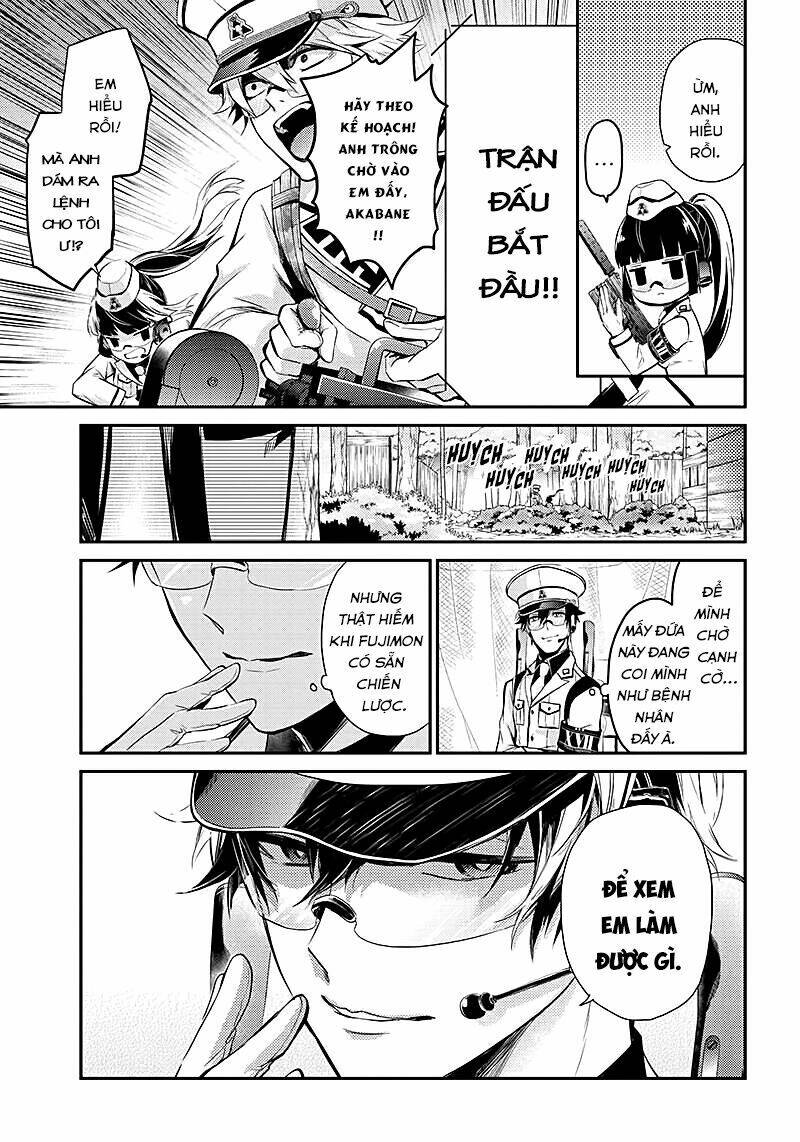 ỪM,
ANH
HIỂU
RỒI.
...
TRẬN
ĐẤU
BẮT
ĐẦU!!
HÃY THEO
KẾ HOẠCH!
ANH TRÔNG
CHỜ VÀO
EM ĐẤY,
AKABANE
!!
EM
HIỂU
RỒI!
MÀ ANH
DÁM RA
LỆNH
CHO TÔI
Ư!?
HUỴCH
HUỴCH
HUỴCH
HUỴCH
HUỴCH
HUỴCH
ĐỂ
MÌNH
CHỜ
CẠNH
CỜ...
MẤY ĐỨA
NÀY ĐANG
COI MÌNH
NHƯ BỆNH
NHÂN
ĐẤY À.
NHƯNG
THẬT HIẾM
KHI FUJIMON
CÓ SẴN
CHIẾN
LƯỢC.
ĐỂ XEM
EM LÀM
ĐƯỢC GÌ.